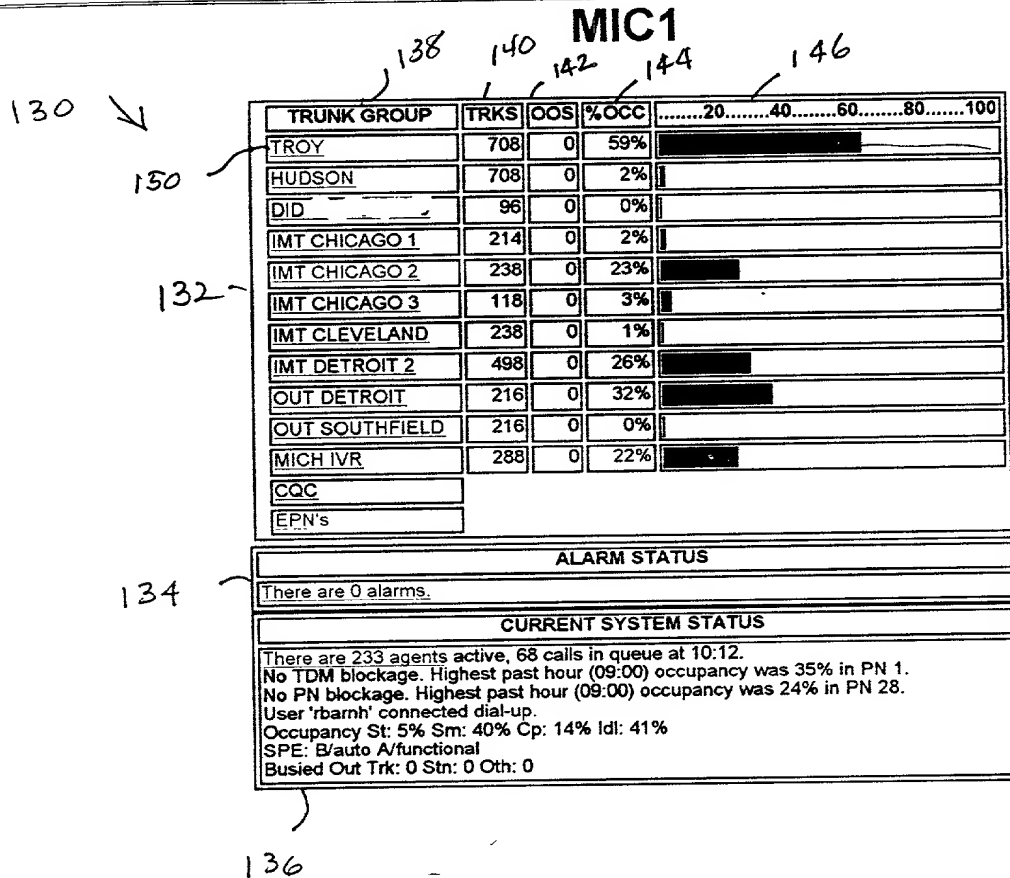 MIC1
138 140 142 144 146
130
TRUNK GROUP TRKS OOS %OCC ........20........40.......60........80.......100
TROY 708 0 59%
150
HUDSON 708 0 2%
DID 96 0 0%
IMT CHICAGO 1 214 0 2%
IMT CHICAGO 2 238 0 23%
132
IMT CHICAGO 3 118 0 3%
IMT CLEVELAND 238 0 1%
IMT DETROIT 2 498 0 26%
OUT DETROIT 216 0 32%
OUT SOUTHFIELD 216 0 0%
MICH IVR 288 0 22%
CQC
EPN's
ALARM STATUS
134
There are 0 alarms.
CURRENT SYSTEM STATUS
There are 233 agents active, 68 calls in queue at 10:12.
No TDM blockage. Highest past hour (09:00) occupancy was 35% in PN 1.
No PN blockage. Highest past hour (09:00) occupancy was 24% in PN 28.
User 'rbarnh' connected dial-up.
Occupancy St: 5% Sm: 40% Cp: 14% Idl: 41%
SPE: B/auto A/functional
Busied Out Trk: 0 Stn: 0 Oth: 0
136